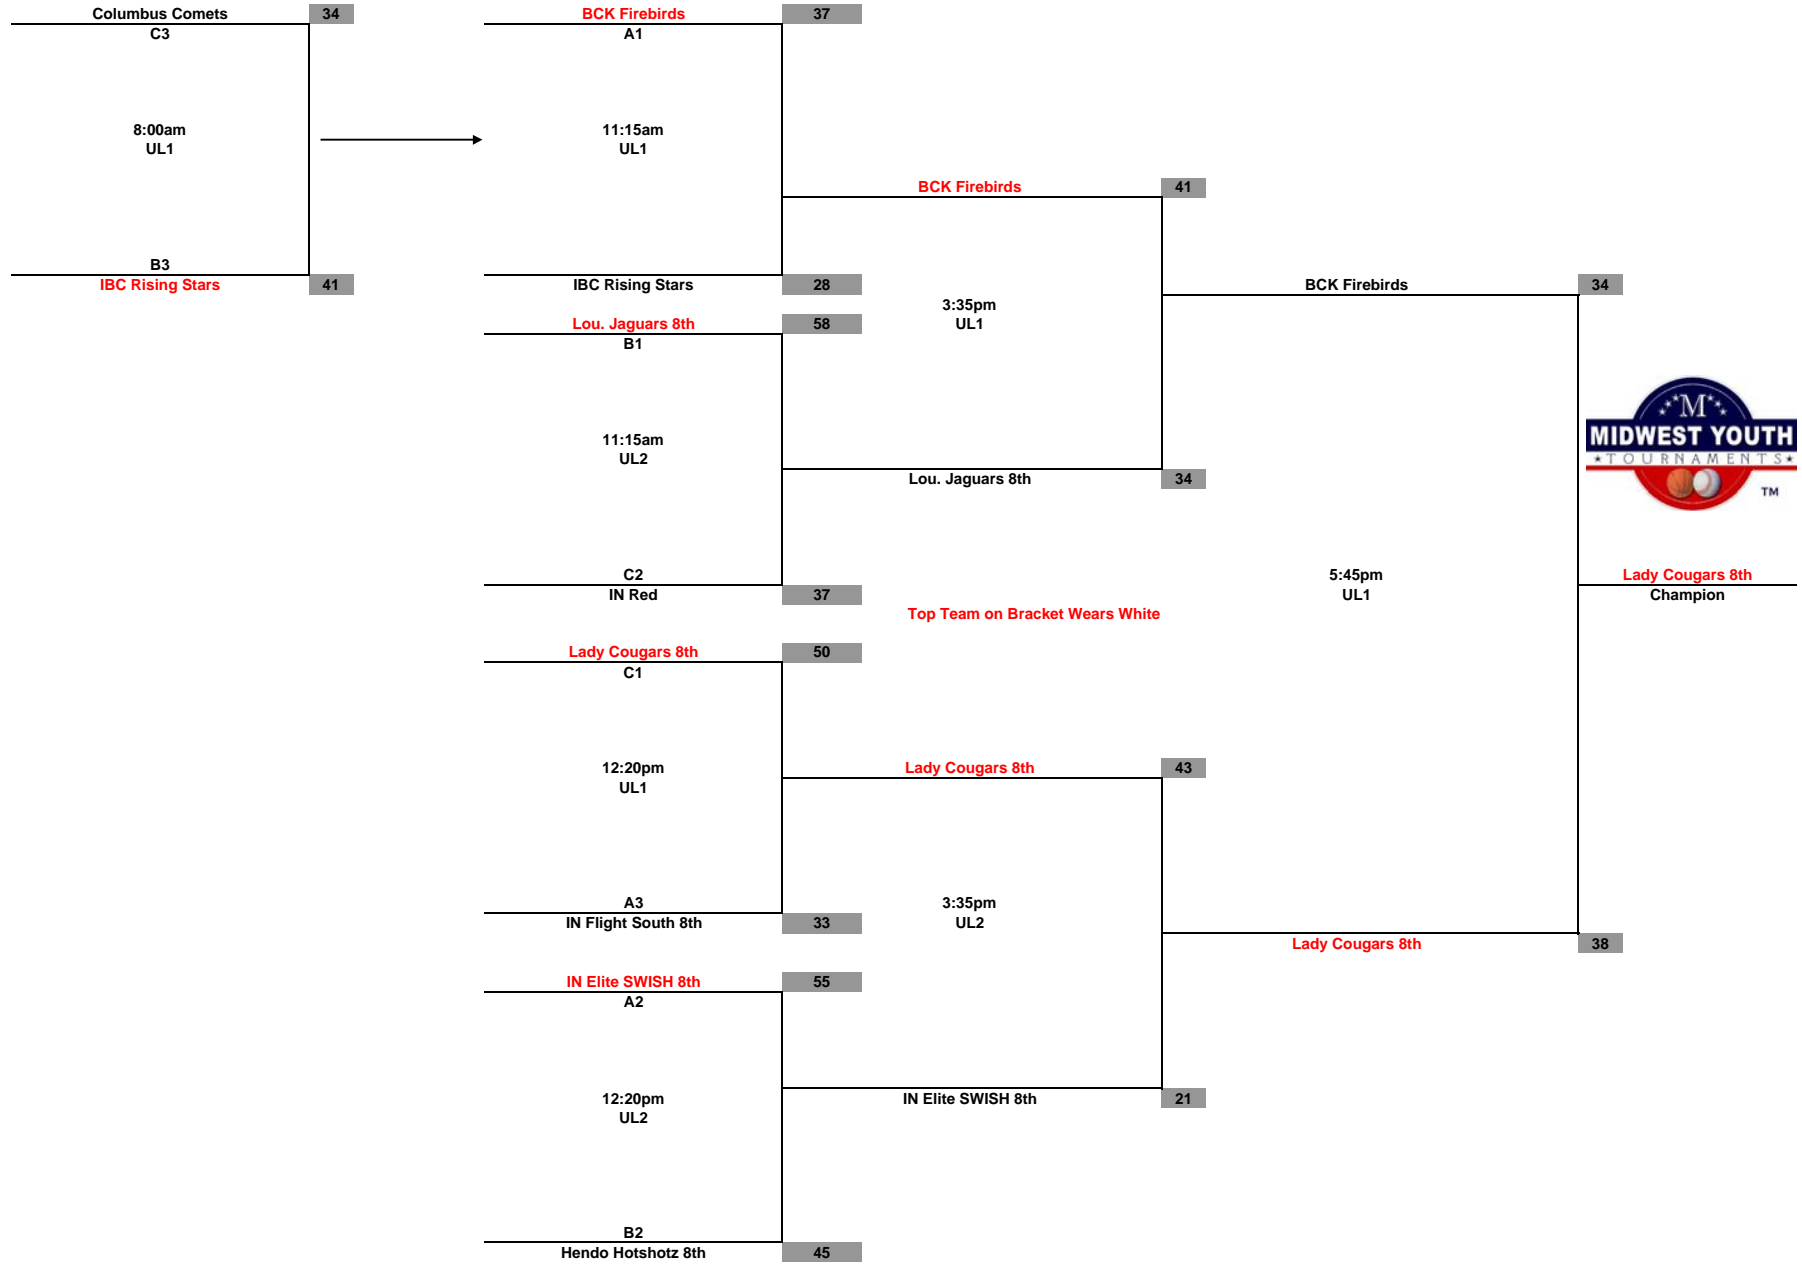 Columbus Comets 34
C3
8:00am
UL1
B3
IBC Rising Stars 41
BCK Firebirds 37
A1
11:15am
UL1
IBC Rising Stars 28
Lou. Jaguars 8th 58
B1
11:15am
UL2
C2
IN Red 37
Lady Cougars 8th 50
C1
12:20pm
UL1
A3
IN Flight South 8th 33
IN Elite SWISH 8th 55
A2
12:20pm
UL2
B2
Hendo Hotshotz 8th 45
BCK Firebirds 41
3:35pm
UL1
Lou. Jaguars 8th 34
Top Team on Bracket Wears White
Lady Cougars 8th 43
3:35pm
UL2
IN Elite SWISH 8th 21
BCK Firebirds 34
5:45pm
UL1
Lady Cougars 8th 38
M
MIDWEST YOUTH
TOURNAMENTS
TM
Lady Cougars 8th
Champion